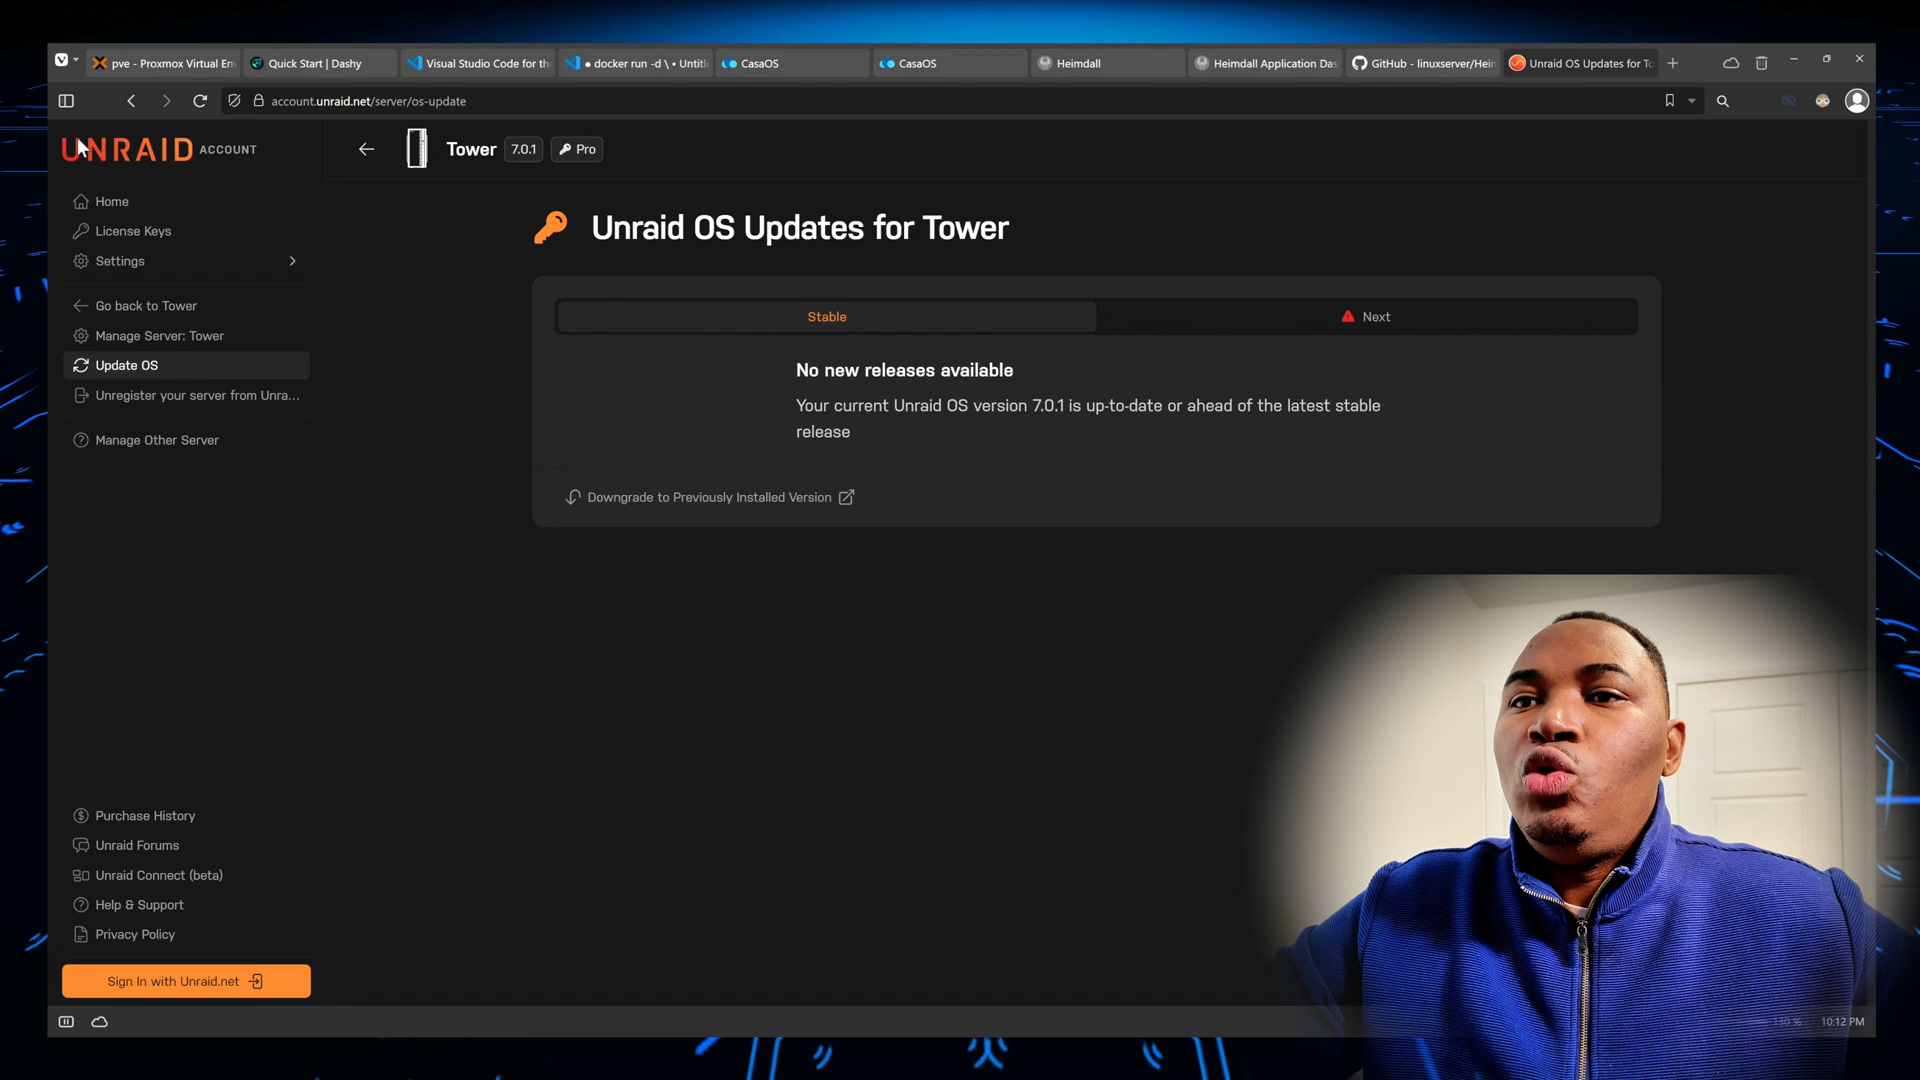 pve - Proxmox Virtual En
Quick Start | Dashy
Visual Studio Code for the
● docker run -d \ • Untitl
CasaOS
CasaOS
Heimdall
Heimdall Application Das
GitHub - linuxserver/Hein
Unraid OS Updates for To
account.unraid.net/server/os-update
UNRAID ACCOUNT
Tower
7.0.1
Pro
Home
License Keys
Settings
Go back to Tower
Manage Server: Tower
Update OS
Unregister your server from Unra...
Manage Other Server
Unraid OS Updates for Tower
Stable
Next
No new releases available
Your current Unraid OS version 7.0.1 is up-to-date or ahead of the latest stable
release
Downgrade to Previously Installed Version
Purchase History
Unraid Forums
Unraid Connect (beta)
Help & Support
Privacy Policy
Sign In with Unraid.net
130 %
10:12 PM